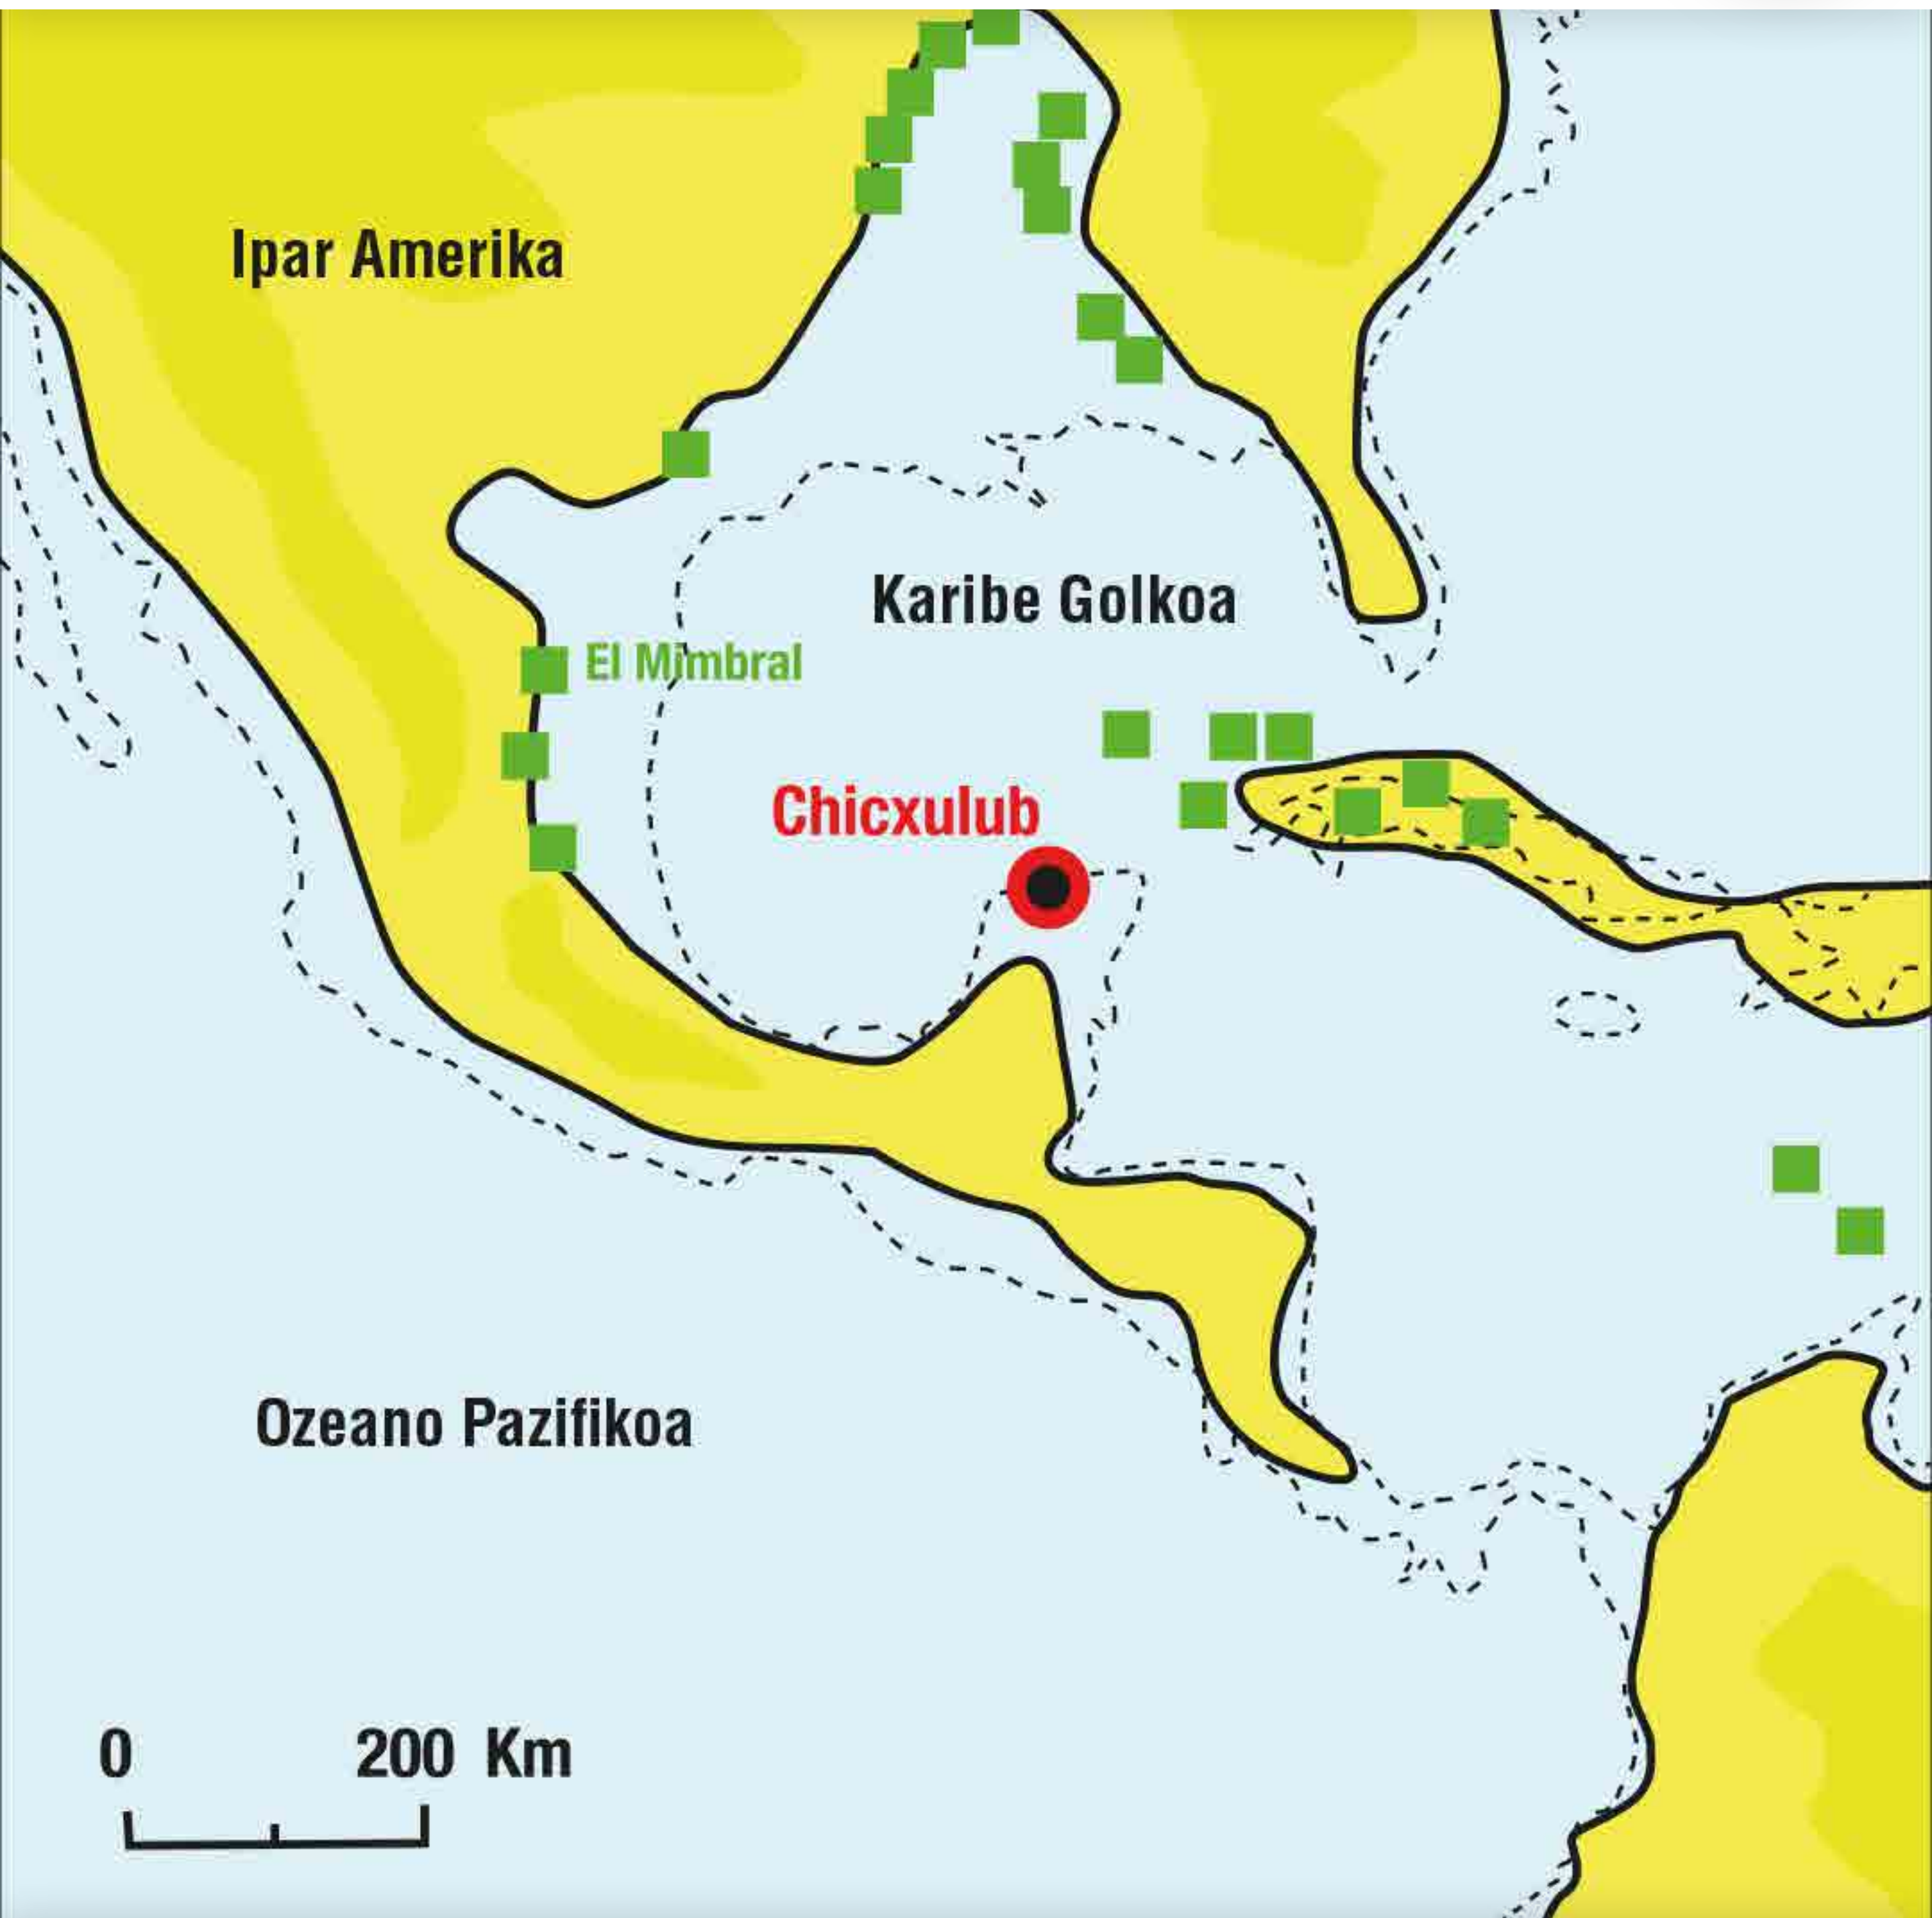 Ipar Amerika
Karibe Golkoa
El Mimbral
Chicxulub
Ozeano Pazifikoa
0 200 Km